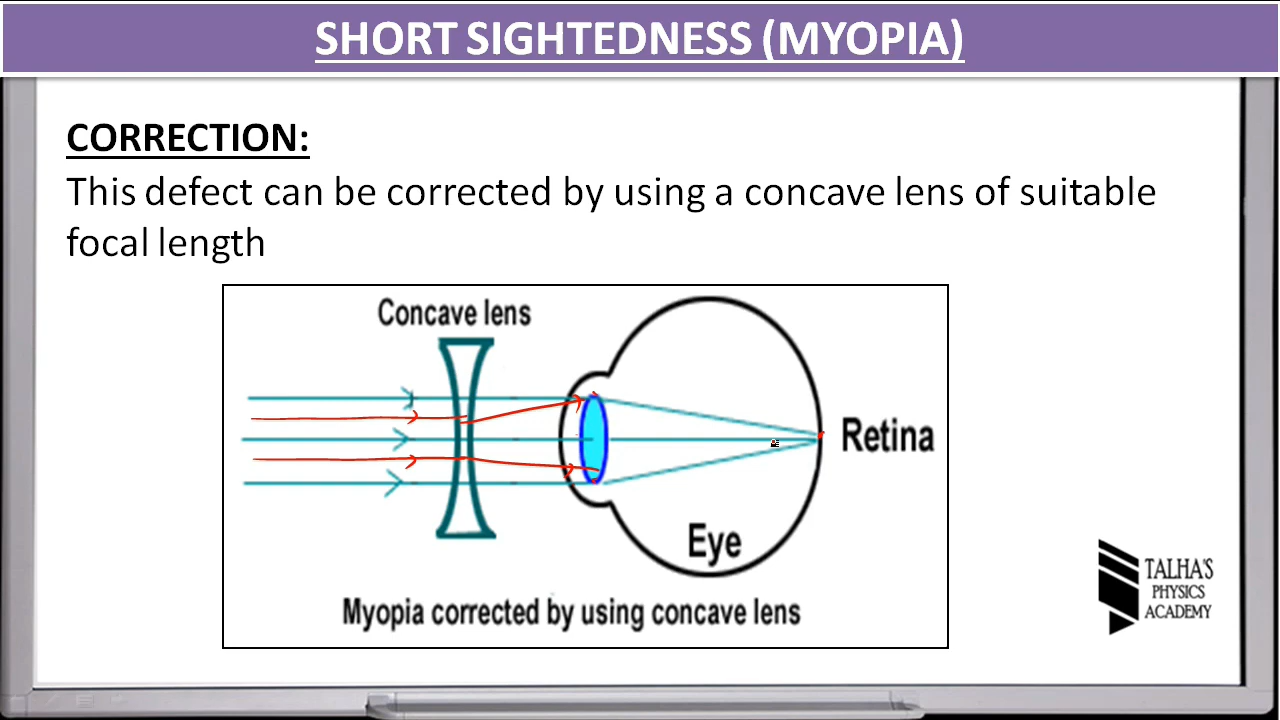 SHORT SIGHTEDNESS (MYOPIA)
CORRECTION:
This defect can be corrected by using a concave lens of suitable
focal length
Concave lens
Retina
Eye
Myopia corrected by using concave lens
TALHA'S
PHYSICS
ACADEMY